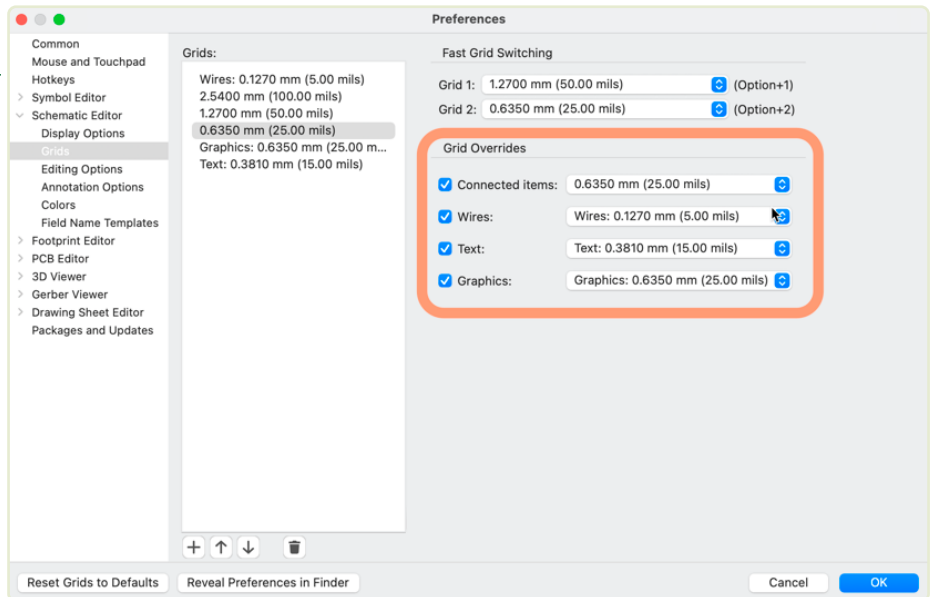 Preferences
Common
Mouse and Touchpad
Hotkeys
Symbol Editor
Schematic Editor
Display Options
Grids
Editing Options
Annotation Options
Colors
Field Name Templates
Footprint Editor
PCB Editor
3D Viewer
Gerber Viewer
Drawing Sheet Editor
Packages and Updates
Grids:
Wires: 0.1270 mm (5.00 mils)
2.5400 mm (100.00 mils)
1.2700 mm (50.00 mils)
0.6350 mm (25.00 mils)
Graphics: 0.6350 mm (25.00 m...
Text: 0.3810 mm (15.00 mils)
Fast Grid Switching
Grid 1: 1.2700 mm (50.00 mils) (Option+1)
Grid 2: 0.6350 mm (25.00 mils) (Option+2)
Grid Overrides
Connected items: 0.6350 mm (25.00 mils)
Wires: Wires: 0.1270 mm (5.00 mils)
Text: Text: 0.3810 mm (15.00 mils)
Graphics: Graphics: 0.6350 mm (25.00 mils)
Reset Grids to Defaults
Reveal Preferences in Finder
Cancel
OK